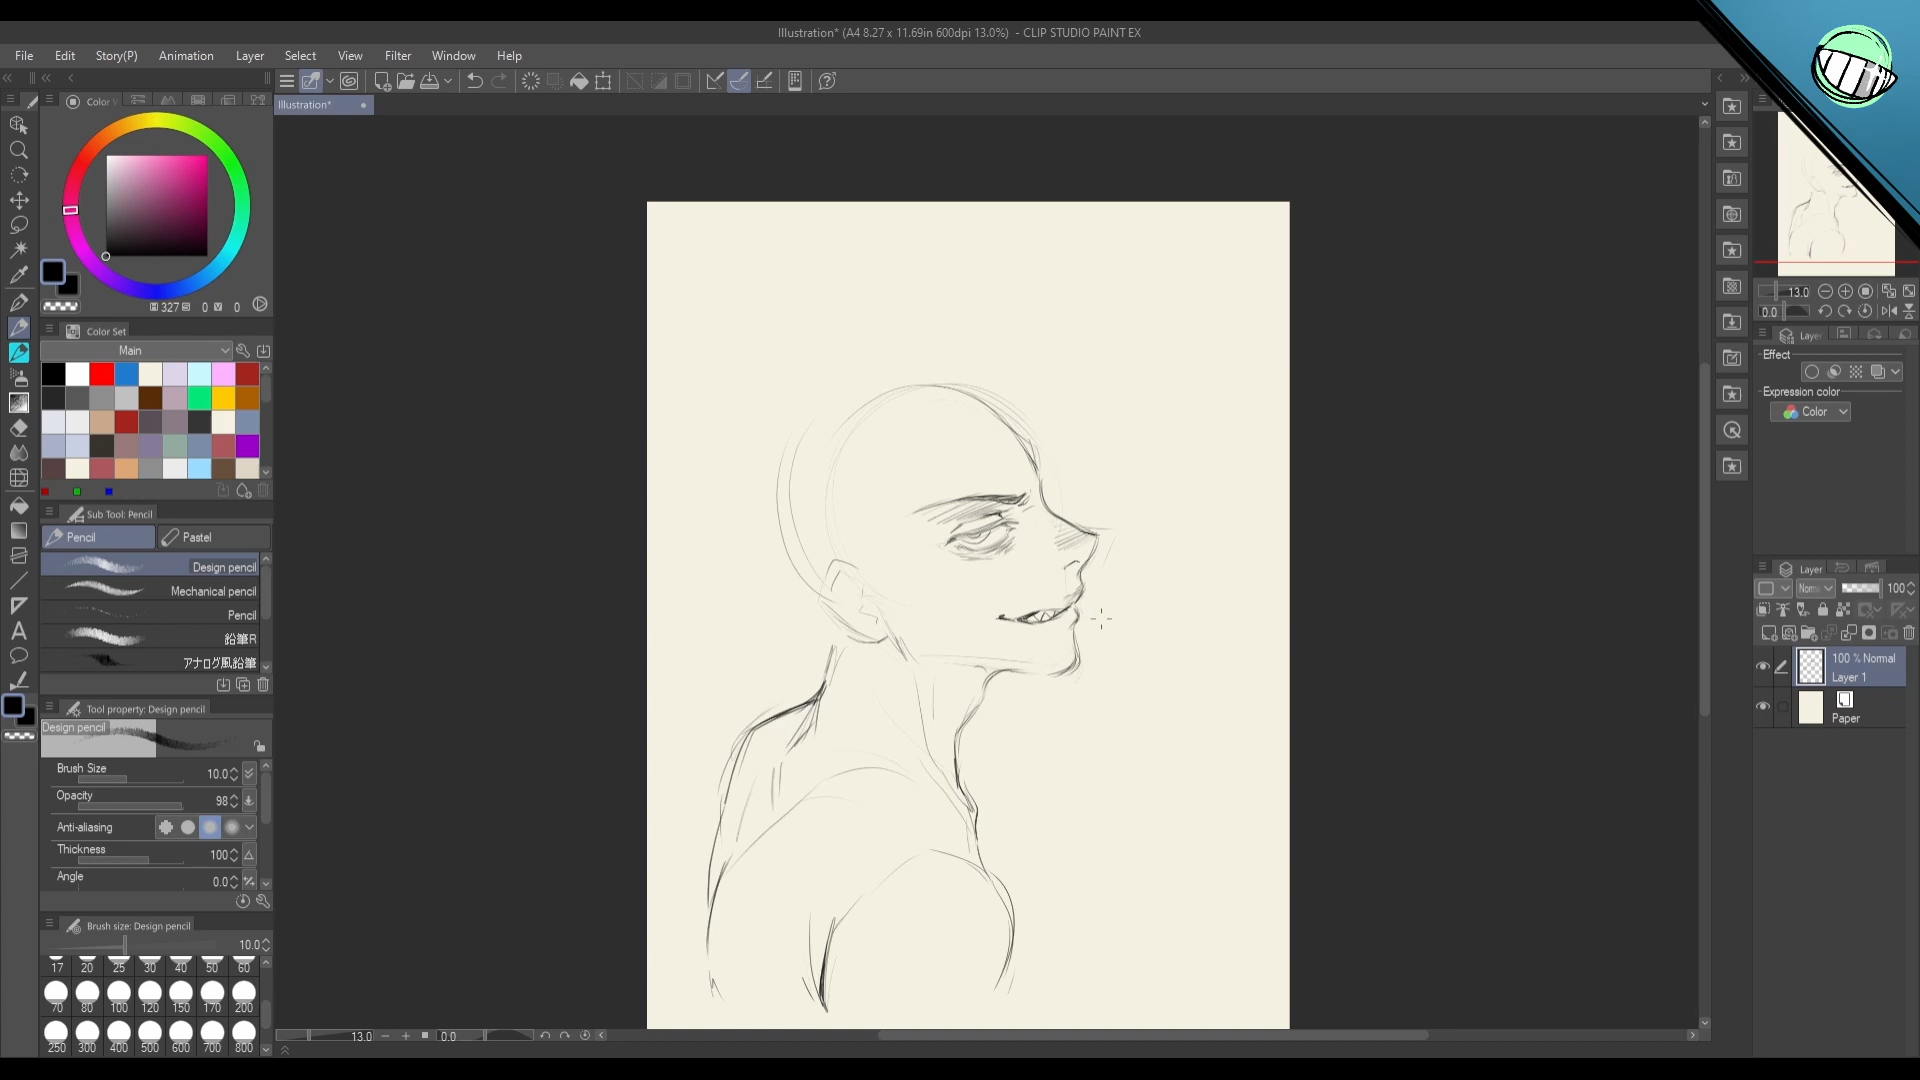 Illustration* (A4 8.27 x 11.69in 600dpi 13.0%) - CLIP STUDIO PAINT EX
File Edit Story(P) Animation Layer Select View Filter Window Help
Color
Illustration*
327 0 0
Color Set
Main
Sub Tool: Pencil
Pencil Pastel
Design pencil
Mechanical pencil
Pencil
鉛筆R
アナログ風鉛筆
Tool property: Design pencil
Design pencil
Brush Size 10.0
Opacity 98
Anti-aliasing
Thickness 100
Angle 0.0
Brush size: Design pencil
10.0
17 20 25 30 40 50 60
70 80 100 120 150 170 200
250 300 400 500 600 700 800
13.0 0.0
13.0
0.0
Layer
Effect
Expression color
Color
Layer
Norm 100
100 % Normal
Layer 1
Paper